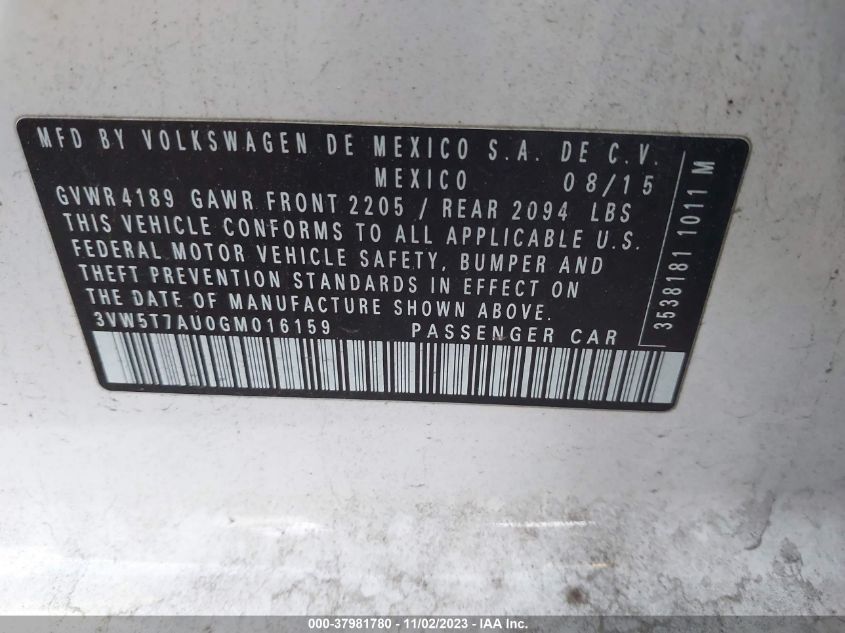 MFD BY VOLKSWAGEN DE MEXICO S.A. DE C.V.
MEXICO 08/15
GVWR 4189 GAWR FRONT 2205 / REAR 2094 LBS
THIS VEHICLE CONFORMS TO ALL APPLICABLE U.S.
FEDERAL MOTOR VEHICLE SAFETY, BUMPER AND
THEFT PREVENTION STANDARDS IN EFFECT ON
THE DATE OF MANUFACTURE SHOWN ABOVE.
3VW5T7AU0GM016159 PASSENGER CAR
3538181 1011 M
000-37981780 - 11/02/2023 - IAA Inc.